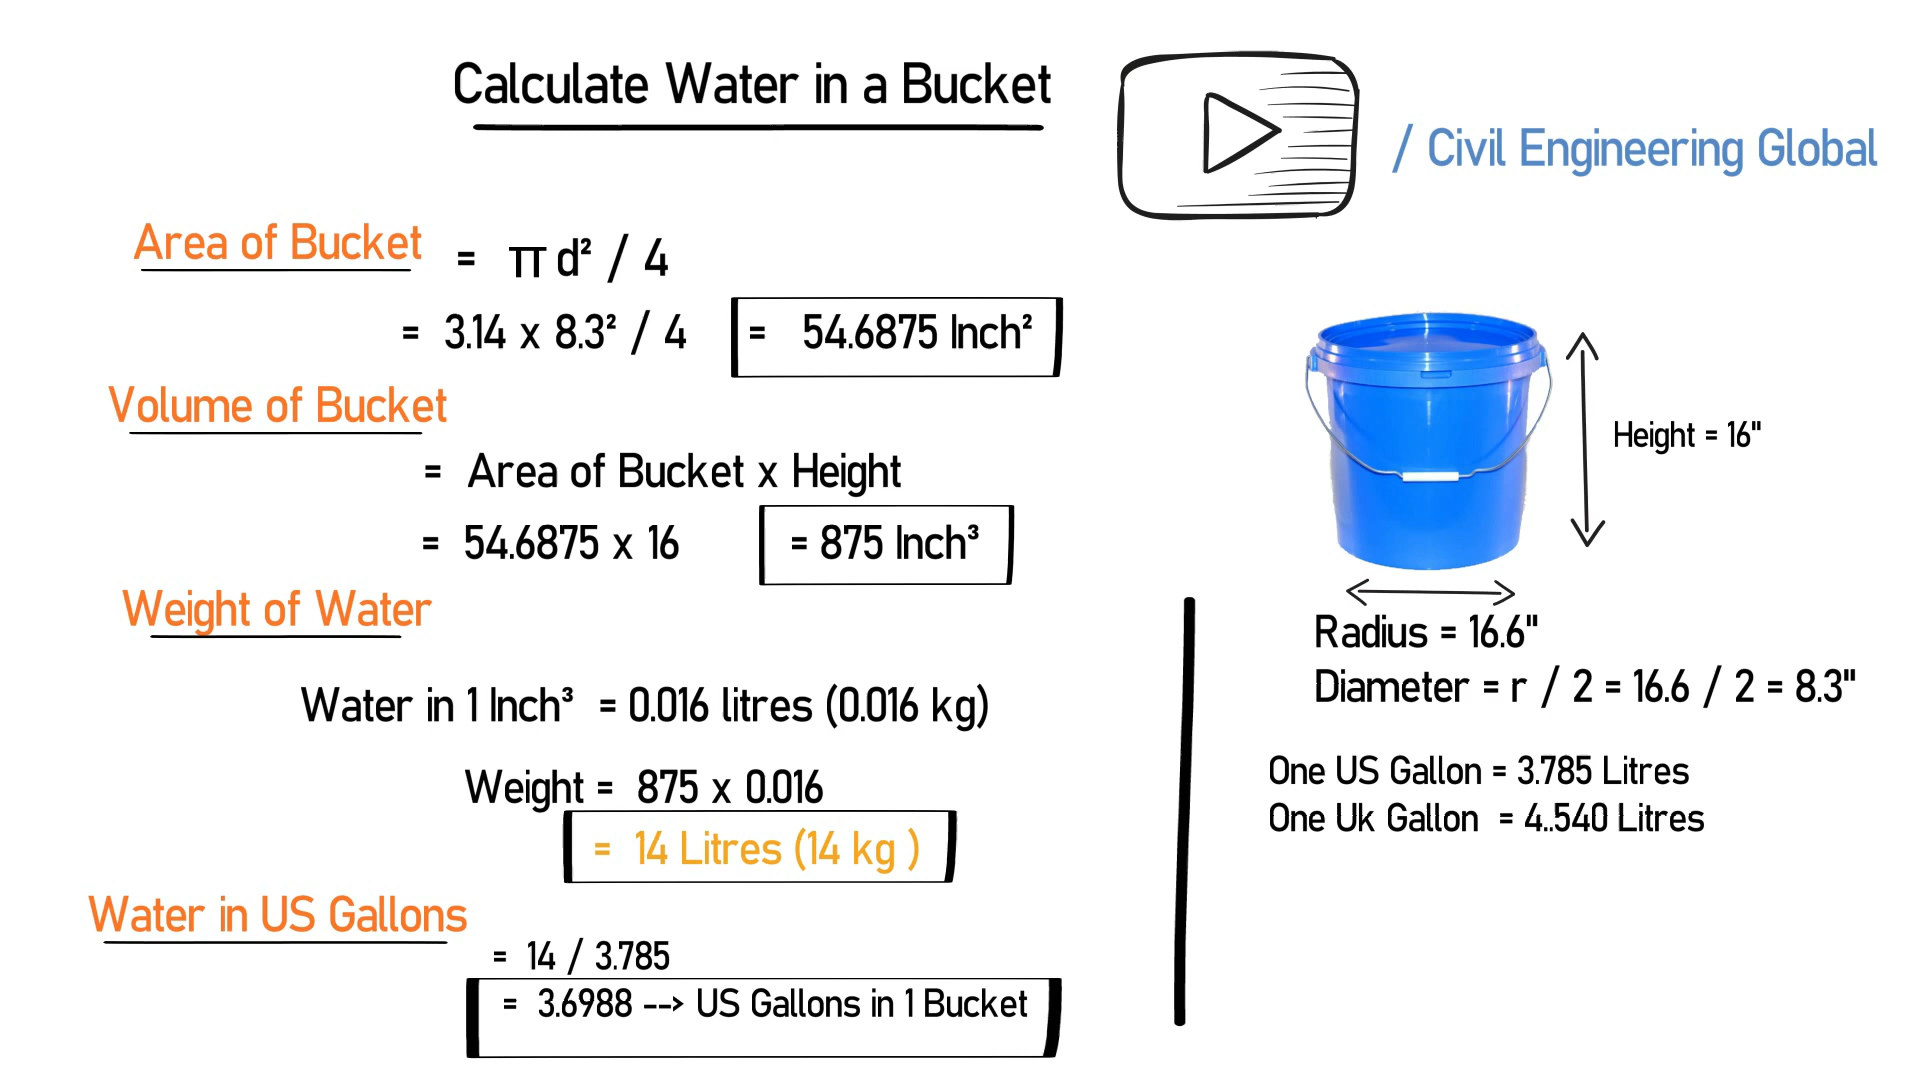 Calculate Water in a Bucket
/ Civil Engineering Global
Area of Bucket = π d² / 4
= 3.14 x 8.3² / 4 = 54.6875 Inch²
Volume of Bucket
= Area of Bucket x Height
= 54.6875 x 16 = 875 Inch³
Weight of Water
Water in 1 Inch³ = 0.016 litres (0.016 kg)
Weight = 875 x 0.016
= 14 Litres (14 kg )
Water in US Gallons
= 14 / 3.785
= 3.6988 --> US Gallons in 1 Bucket
Height = 16"
Radius = 16.6"
Diameter = r / 2 = 16.6 / 2 = 8.3"
One US Gallon = 3.785 Litres
One Uk Gallon = 4..540 Litres